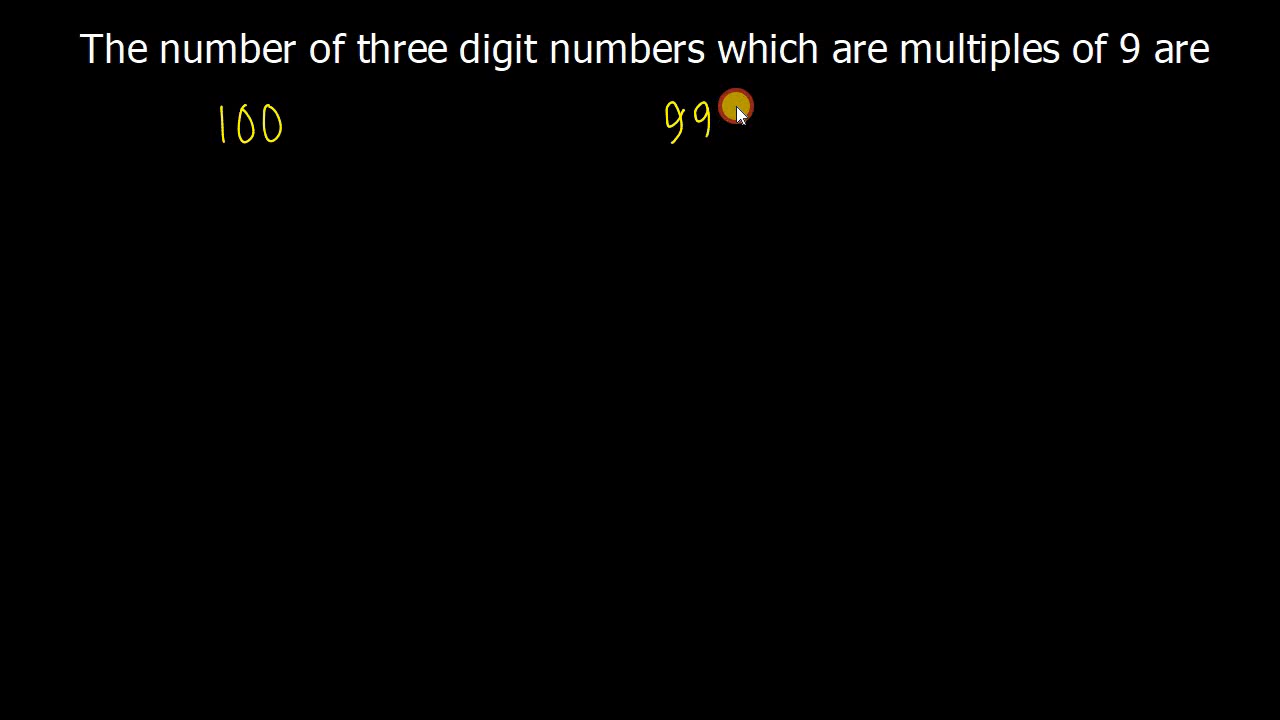 The number of three digit numbers which are multiples of 9 are
100 99